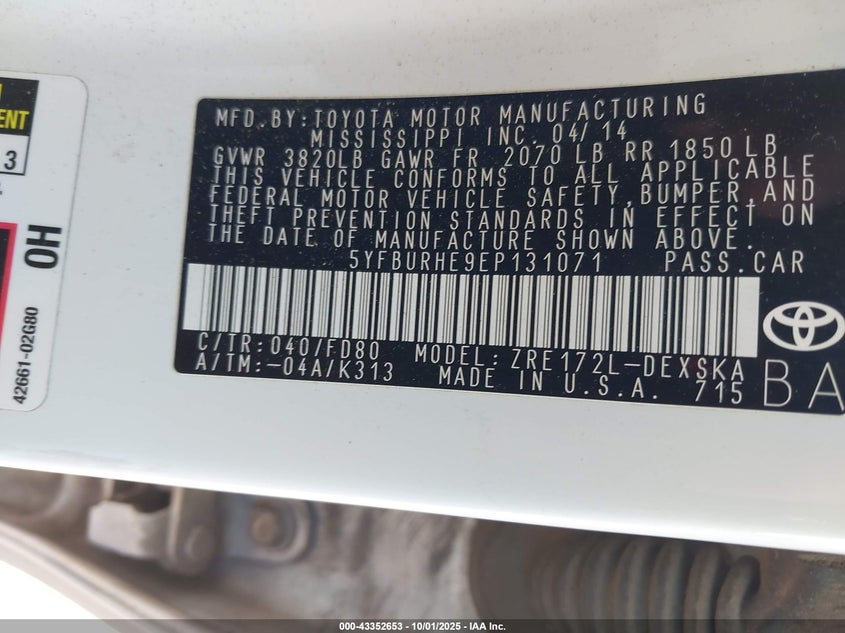 MFD.BY:TOYOTA MOTOR MANUFACTURING
MISSISSIPPI INC. 04/14
GVWR 3820LB GAWR FR 2070 LB RR 1850 LB
THIS VEHICLE CONFORMS TO ALL APPLICABLE
FEDERAL MOTOR VEHICLE SAFETY,BUMPER,AND
THEFT PREVENTION STANDARDS IN EFFECT ON
THE DATE OF MANUFACTURE SHOWN ABOVE.
5YFBURHE9EP131071 PASS.CAR
C/TR:040/FD80 MODEL: ZRE172L-DEXSKA
A/TM:-04A/K313 MADE IN U.S.A. 715
BA
3
OH
42661-02G80
000-43352653 - 10/01/2025 - IAA Inc.